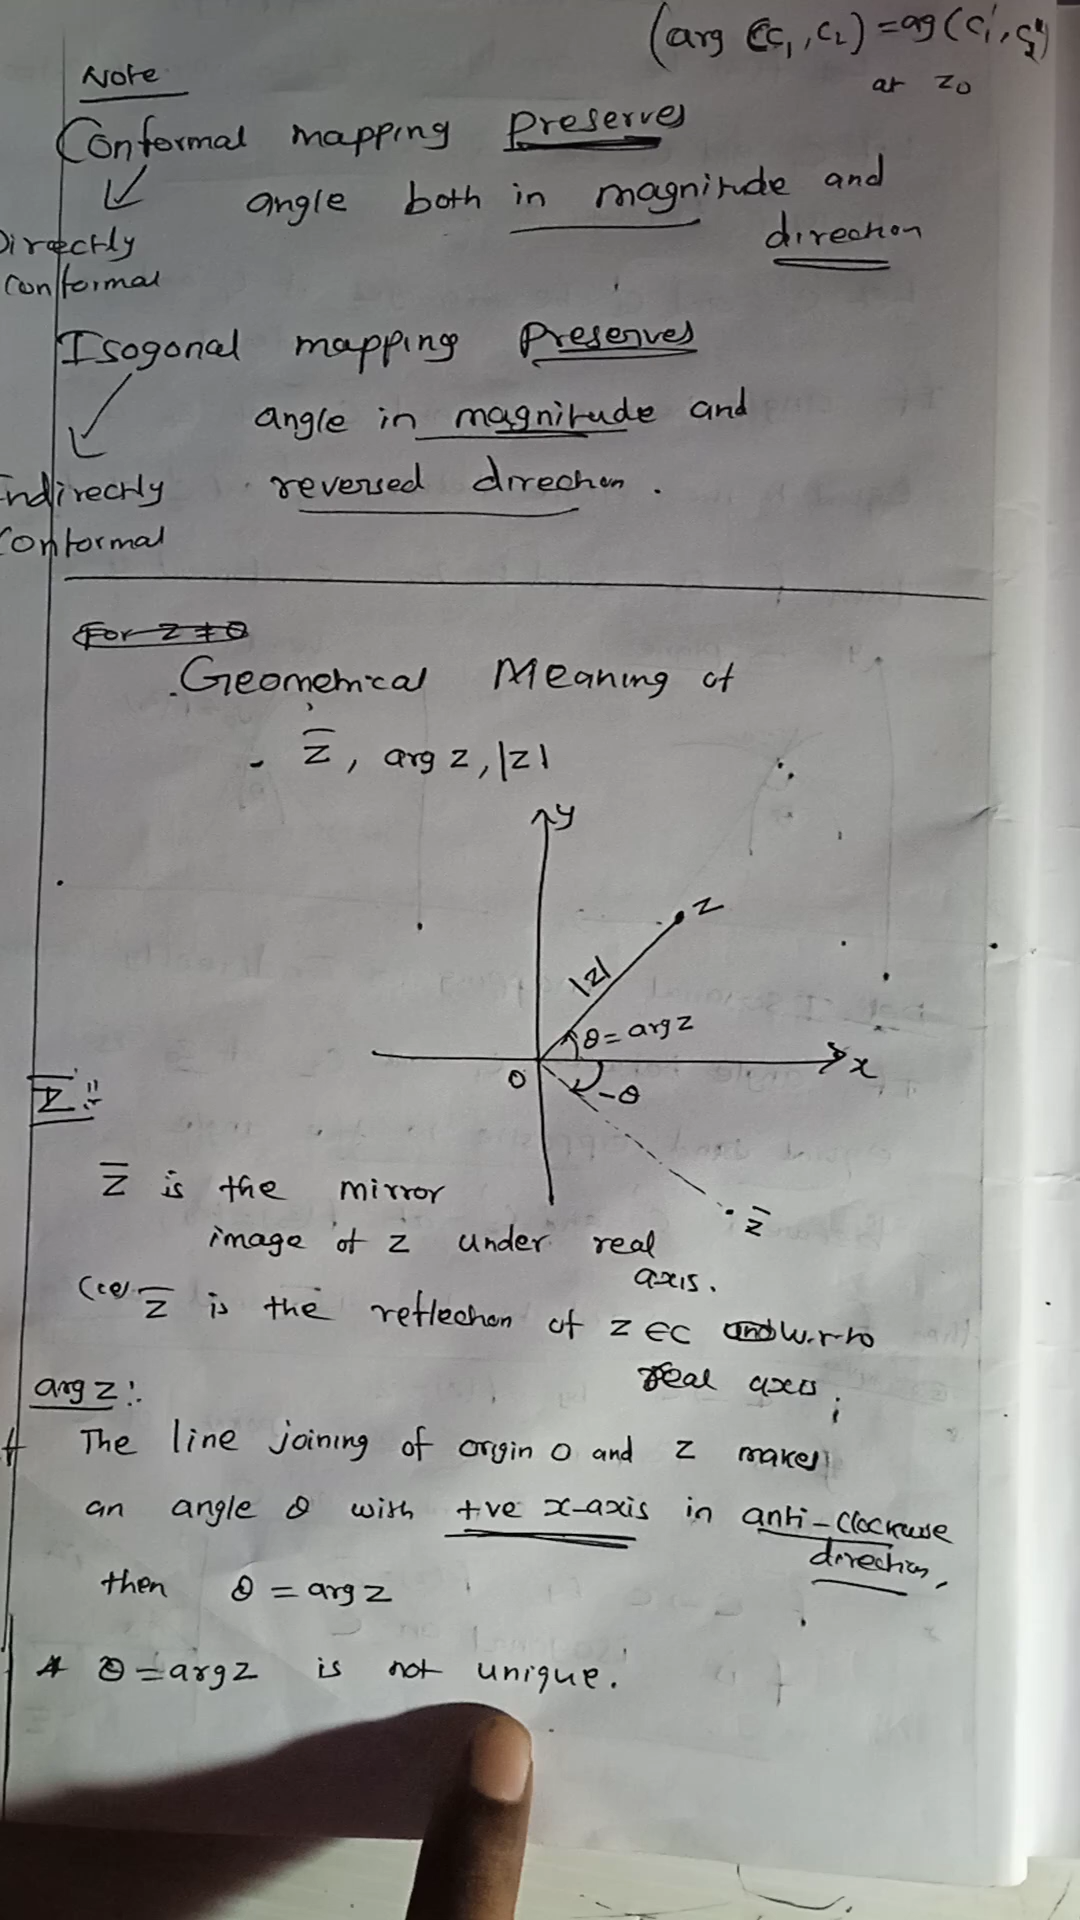 (arg (C₁, C₂) = ag (C₁', C₂')
at z₀
Note
Conformal mapping preserves
angle both in magnitude and
direction
Directly
conformal
Isogonal mapping preserves
angle in magnitude and
reversed direction.
Indirectly
Conformal
For z ≠ 0
Geometrical Meaning of
z̄, arg z, |z|
y
z
|z|
θ = arg z
x
0
-θ
z̄
z̄ :-
z̄ is the mirror
image of z under real
axis.
(ie) z̄ is the reflection of z ∈ C and w.r.to
real axis.
arg z :-
The line joining of origin 0 and z makes
an angle θ with +ve x-axis in anti-clockwise
direction,
then θ = arg z
* θ = arg z is not unique.